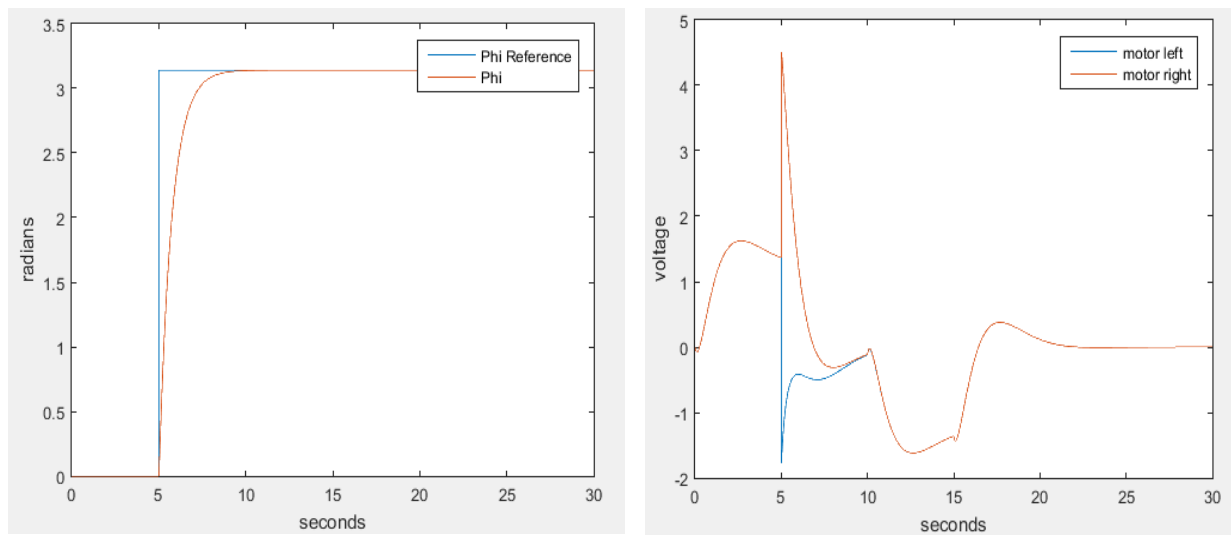 3.5
3
2.5
2
1.5
1
0.5
0
0 5 10 15 20 25 30
radians
seconds
Phi Reference
Phi
5
4
3
2
1
0
-1
-2
0 5 10 15 20 25 30
voltage
seconds
motor left
motor right